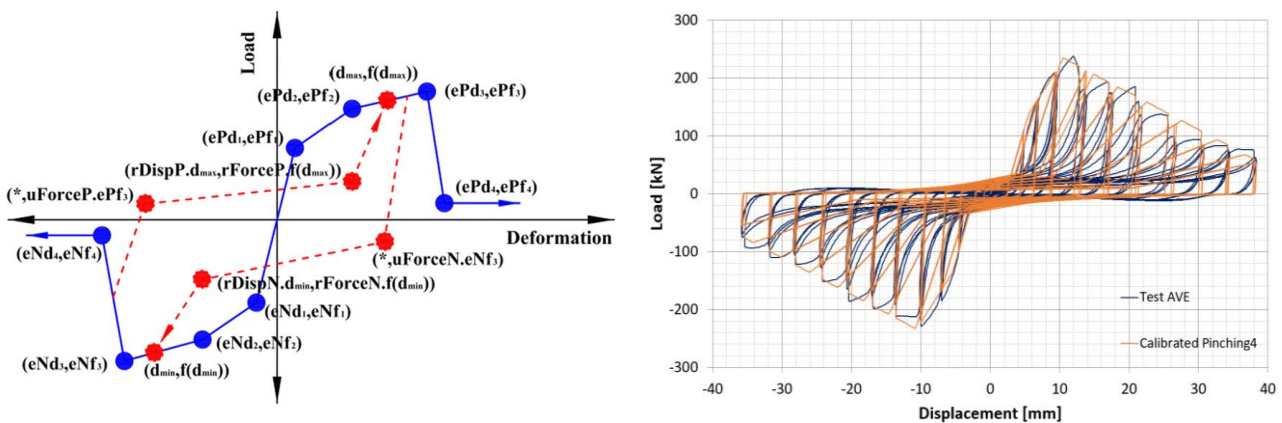 Load
(dmax,f(dmax))
(ePd2,ePf2)
(ePd3,ePf3)
(ePd1,ePf1)
(rDispP.dmax,rForceP.f(dmax))
(*,uForceP.ePf3)
(ePd4,ePf4)
Deformation
(eNd4,eNf4)
(*,uForceN.eNf3)
(rDispN.dmin,rForceN.f(dmin))
(eNd1,eNf1)
(eNd2,eNf2)
(eNd3,eNf3)
(dmin,f(dmin))
300
200
100
0
-100
-200
-300
Load [kN]
Test AVE
Calibrated Pinching4
-40 -30 -20 -10 0 10 20 30 40
Displacement [mm]